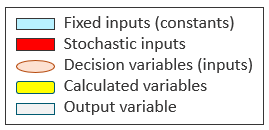 Fixed inputs (constants)
Stochastic inputs
Decision variables (inputs)
Calculated variables
Output variable